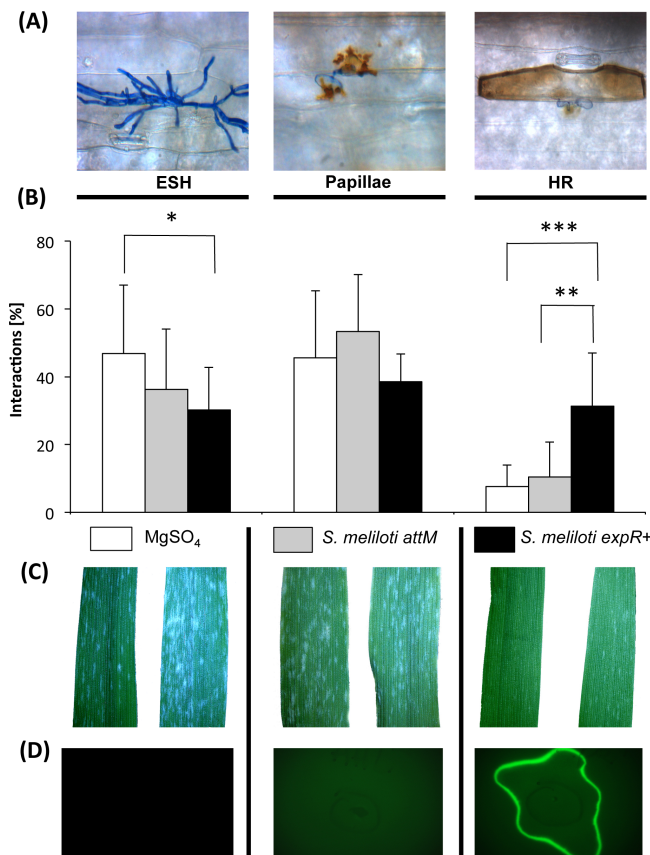 (A)
ESH Papillae HR
(B)
* *** **
Interactions [%]
80
60
40
20
0
MgSO₄ S. meliloti attM S. meliloti expR+
(C)
(D)